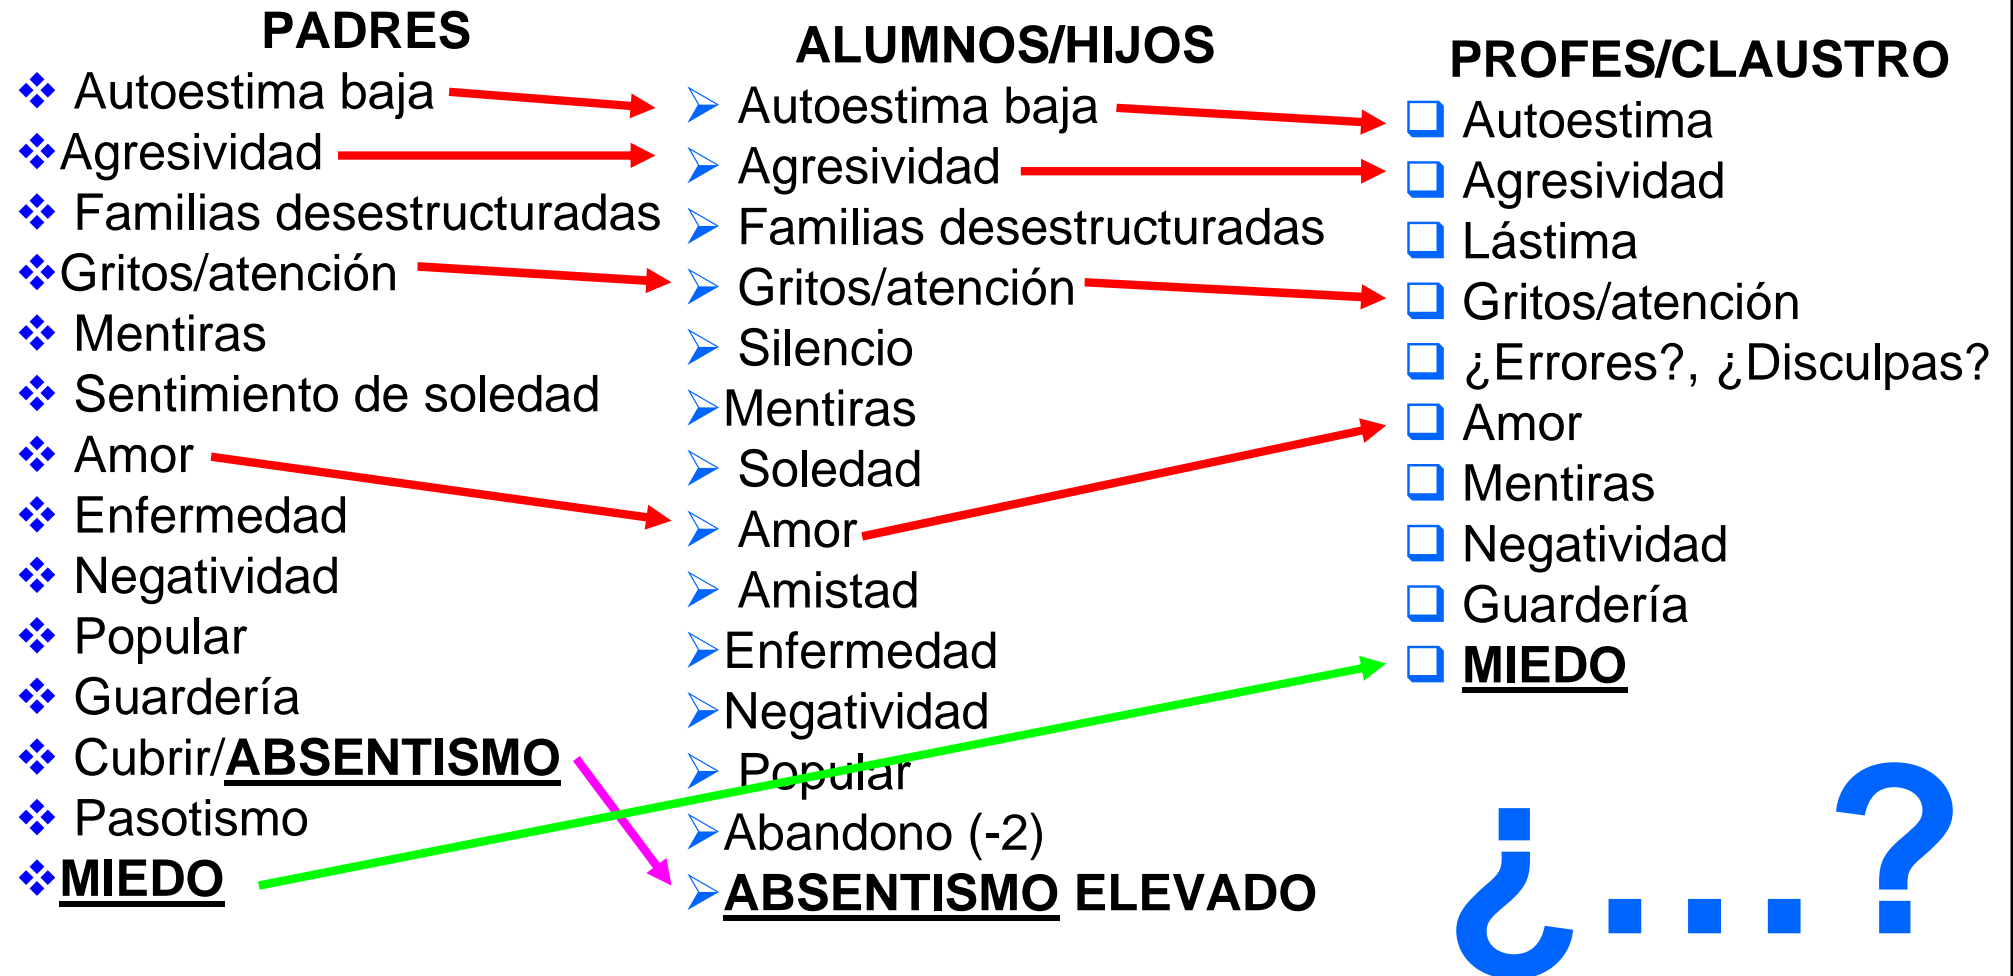 PADRES
Autoestima baja
Agresividad
Familias desestructuradas
Gritos/atención
Mentiras
Sentimiento de soledad
Amor
Enfermedad
Negatividad
Popular
Guardería
Cubrir/ABSENTISMO
Pasotismo
MIEDO
ALUMNOS/HIJOS
Autoestima baja
Agresividad
Familias desestructuradas
Gritos/atención
Silencio
Mentiras
Soledad
Amor
Amistad
Enfermedad
Negatividad
Popular
Abandono (-2)
ABSENTISMO ELEVADO
PROFES/CLAUSTRO
Autoestima
Agresividad
Lástima
Gritos/atención
¿Errores?, ¿Disculpas?
Amor
Mentiras
Negatividad
Guardería
MIEDO
¿...?